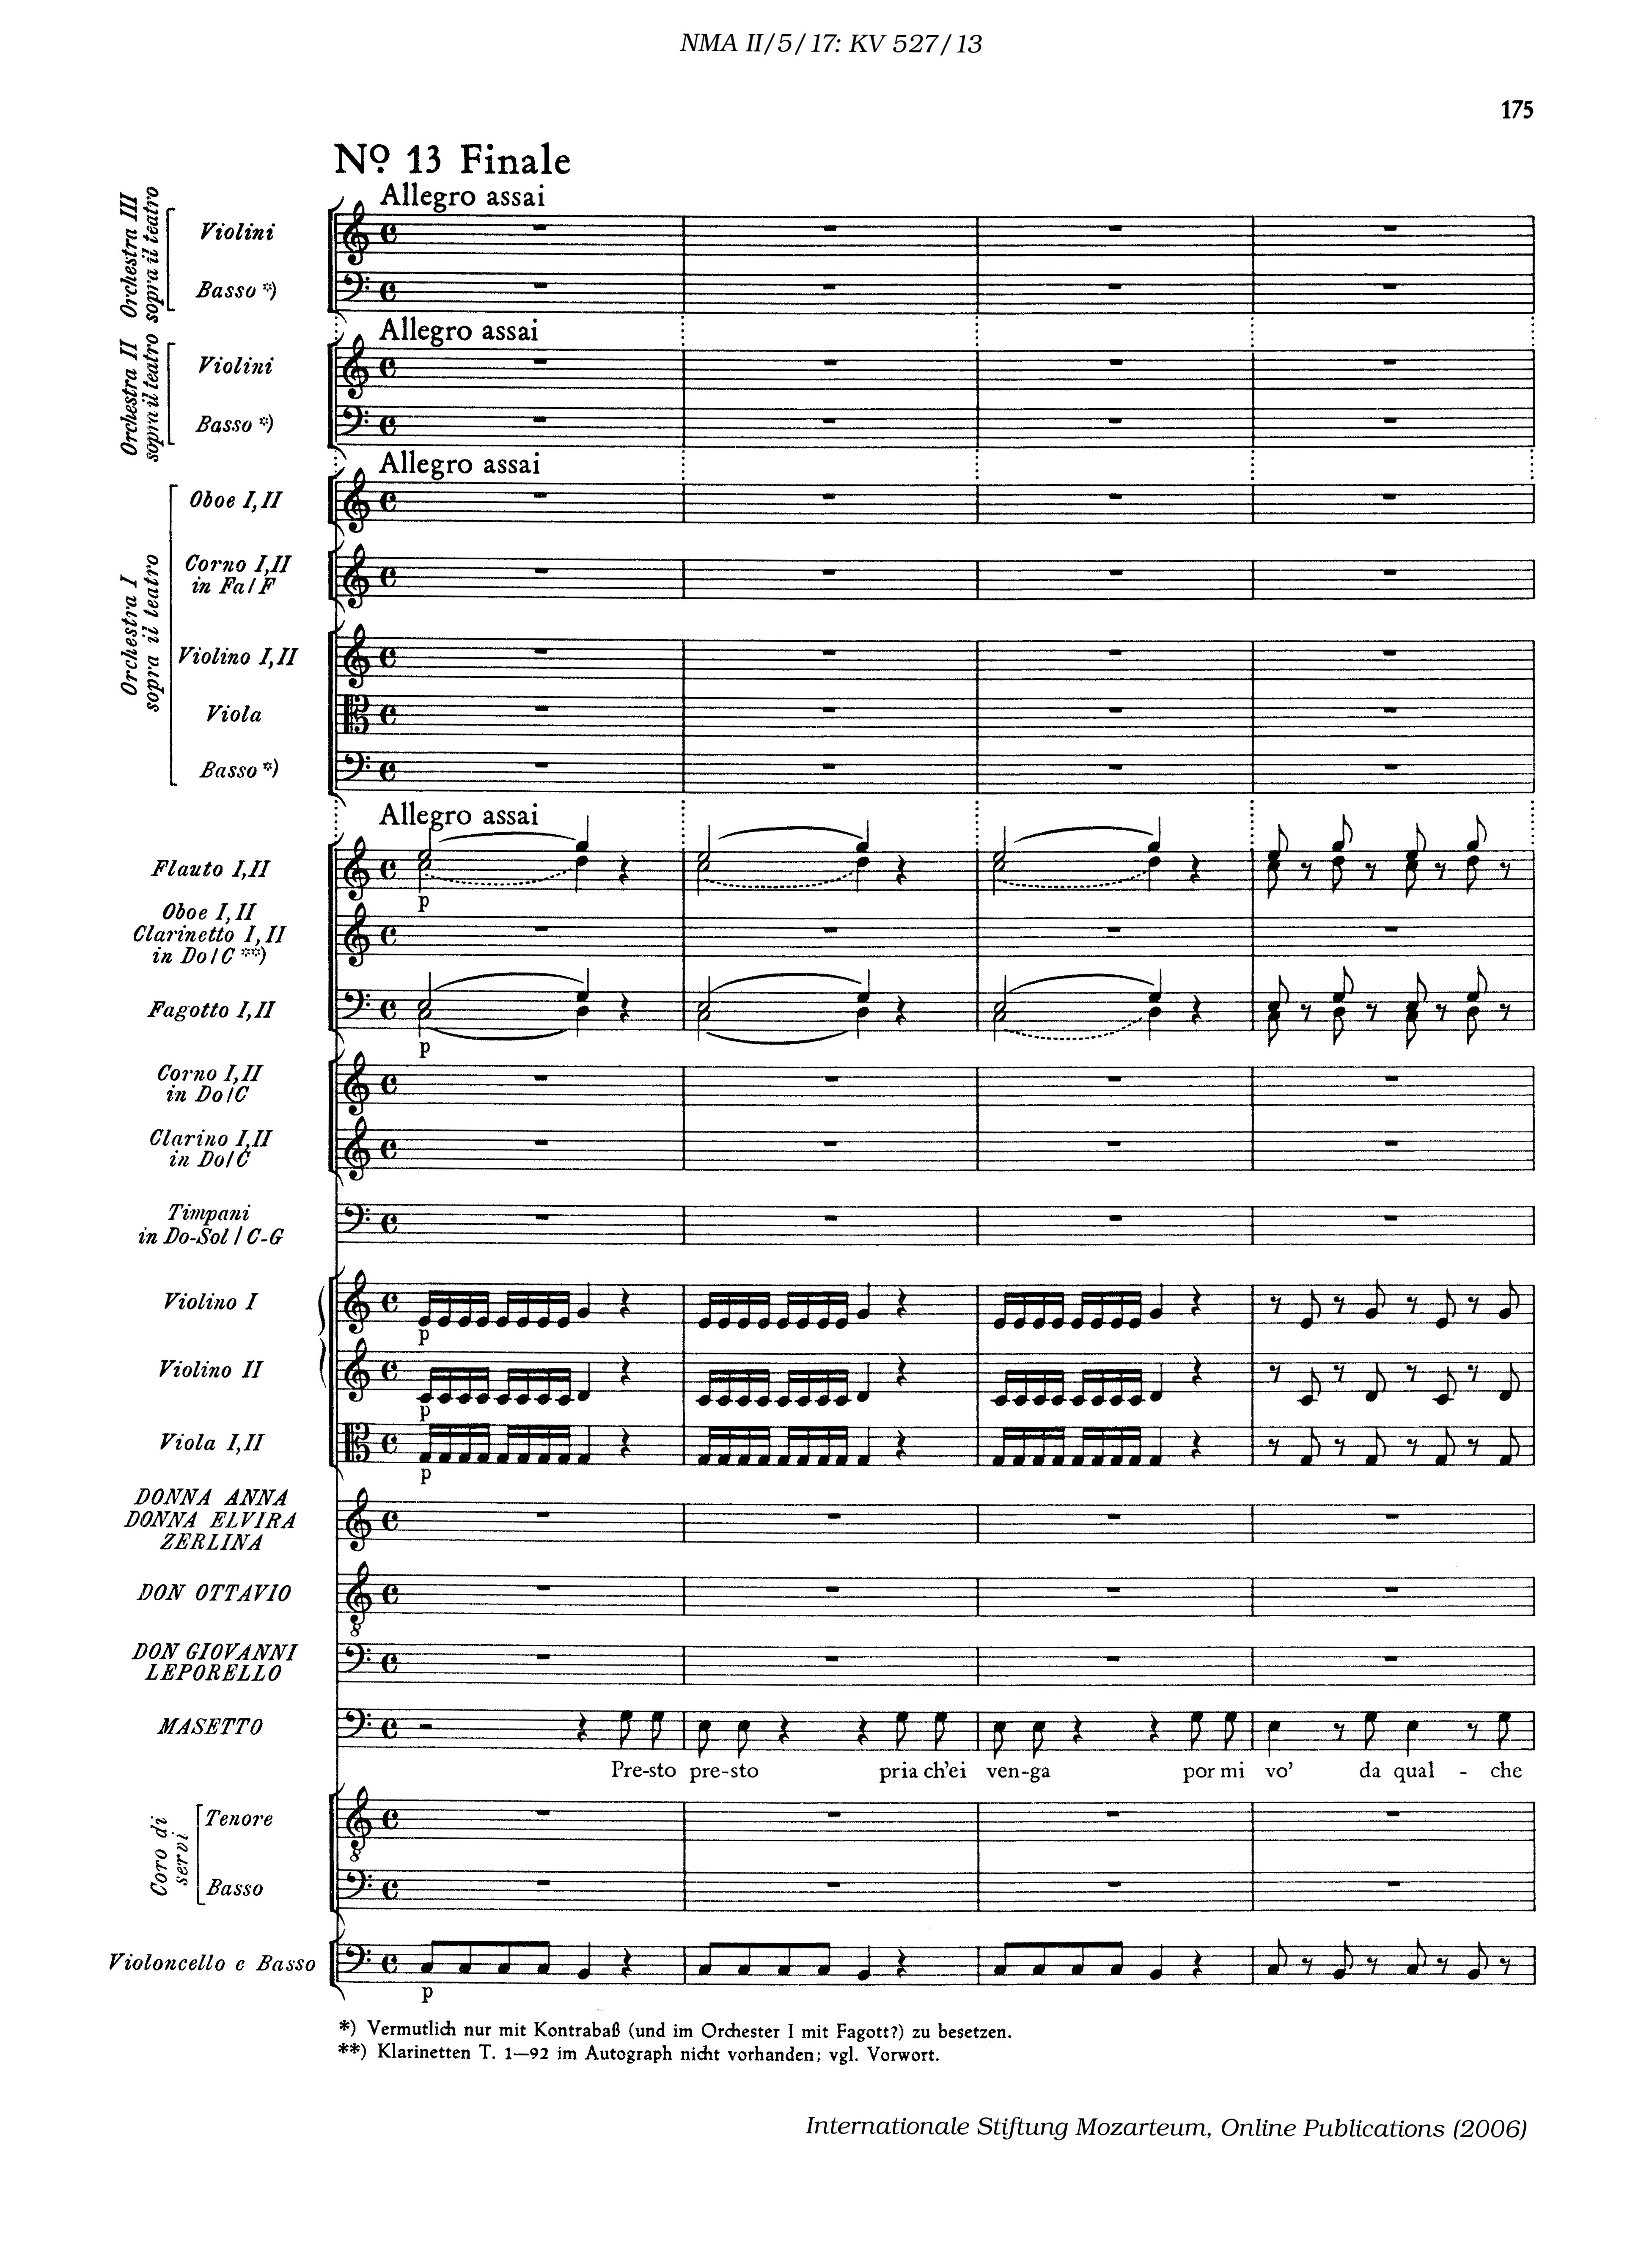 NMA II/5/17: KV 527/13
175
Nº 13 Finale
Allegro assai
Orchestra III
sopra il teatro
Violini
Basso *)
Allegro assai
Orchestra II
sopra il teatro
Violini
Basso *)
Allegro assai
Orchestra I
sopra il teatro
Oboe I, II
Corno I, II
in Fa/F
Violino I, II
Viola
Basso *)
Allegro assai
Flauto I, II
p
Oboe I, II
Clarinetto I, II
in Do/C **)
Fagotto I, II
p
Corno I, II
in Do/C
Clarino I, II
in Do/C
Timpani
in Do-Sol / C-G
Violino I
p
Violino II
p
Viola I, II
p
DONNA ANNA
DONNA ELVIRA
ZERLINA
DON OTTAVIO
DON GIOVANNI
LEPORELLO
MASETTO
Pre-sto pre-sto pria ch'ei ven-ga por mi vo' da qual - che
Coro di
servi
Tenore
Basso
Violoncello e Basso
p
*) Vermutlich nur mit Kontrabaß (und im Orchester I mit Fagott?) zu besetzen.
**) Klarinetten T. 1—92 im Autograph nicht vorhanden; vgl. Vorwort.
Internationale Stiftung Mozarteum, Online Publications (2006)